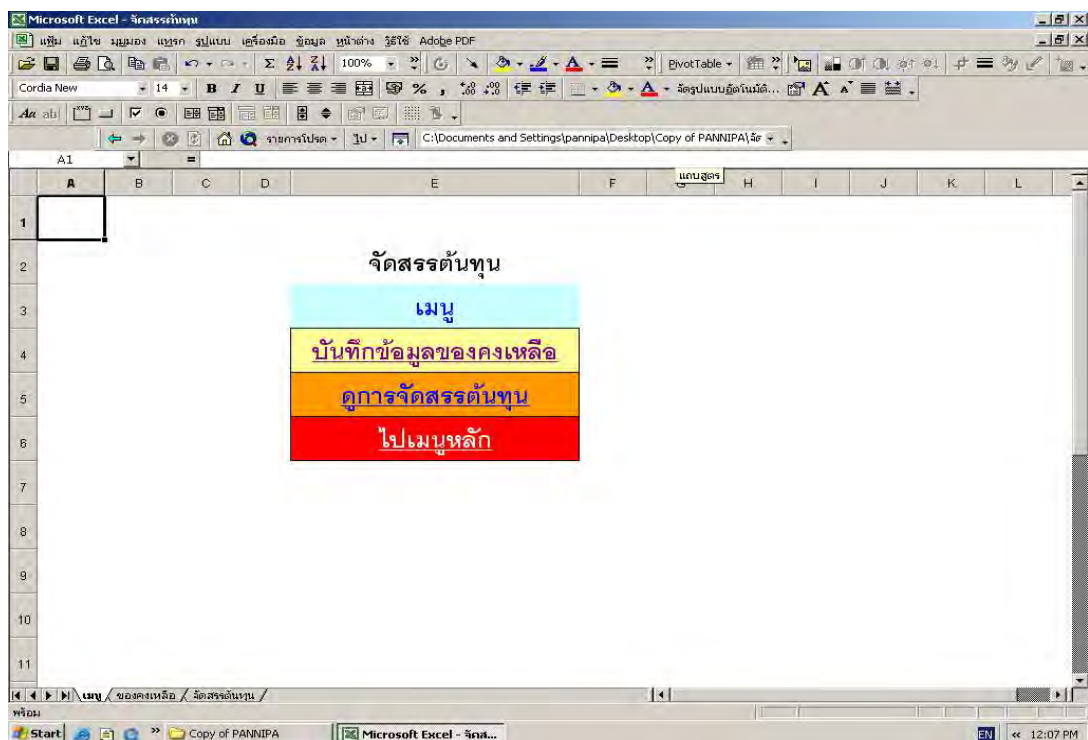 Microsoft Excel - จัดสรรต้นทุน
แฟ้ม แก้ไข มุมมอง แทรก รูปแบบ เครื่องมือ ข้อมูล หน้าต่าง วิธีใช้ Adobe PDF
Σ 100% PivotTable
Cordia New 14 B I U % , จัดรูปแบบอัตโนมัติ... A A
Aa ab| XYZ
รายการโปรด ไป C:\Documents and Settings\pannipa\Desktop\Copy of PANNIPA\จัด
A1 =
แถบสูตร
A B C D E F G H I J K L
1
2 จัดสรรต้นทุน
3 เมนู
4 บันทึกข้อมูลของคงเหลือ
5 ดูการจัดสรรต้นทุน
6 ไปเมนูหลัก
7
8
9
10
11
เมนู ของคงเหลือ จัดสรรต้นทุน
พร้อม
Start » Copy of PANNIPA Microsoft Excel - จัดส... EN « 12:07 PM